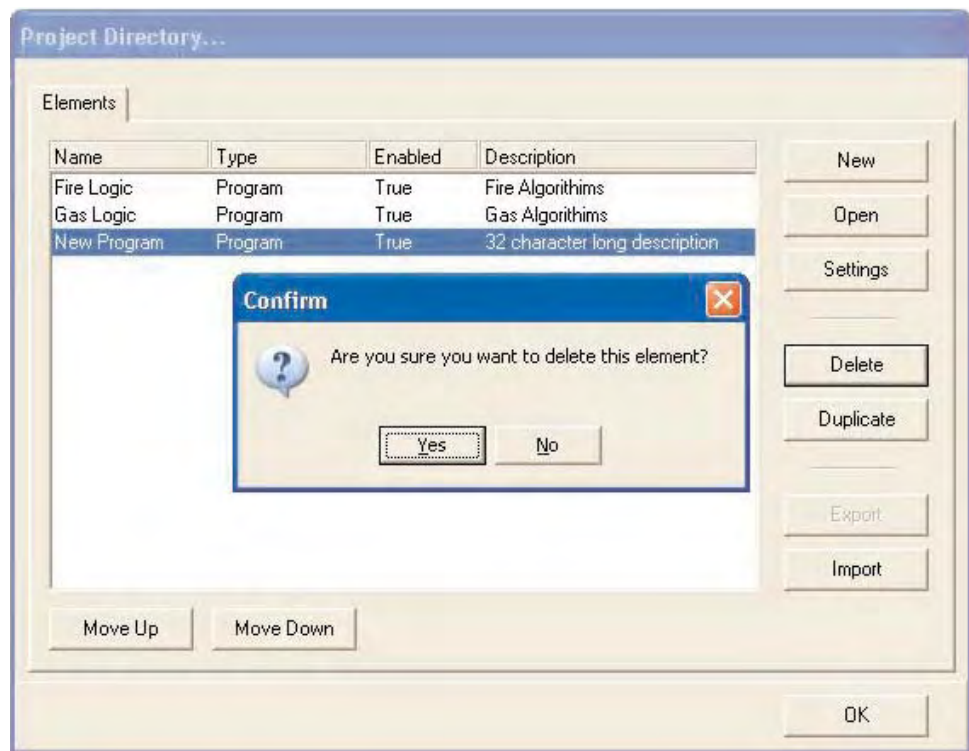 Project Directory...
Elements
Name Type Enabled Description
Fire Logic Program True Fire Algorithims
Gas Logic Program True Gas Algorithims
New Program Program True 32 character long description
Confirm
Are you sure you want to delete this element?
Yes No
New
Open
Settings
Delete
Duplicate
Export
Import
Move Up Move Down
OK